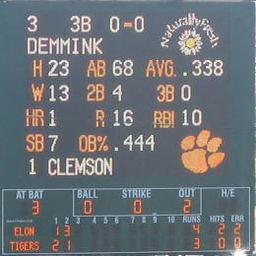 3 3B 0-0
Naturally Fresh
DEMMINK
H 23 AB 68 AVG. .338
W 13 2B 4 3B 0
HR 1 R 16 RBI 10
SB 7 OB% .444
1 CLEMSON
AT BAT BALL STRIKE OUT H/E
3 0 0 2
1 2 3 4 5 6 7 8 9 10 RUNS HITS ERR
ELON 1 3 4 2 2
TIGERS 2 1 3 0 0